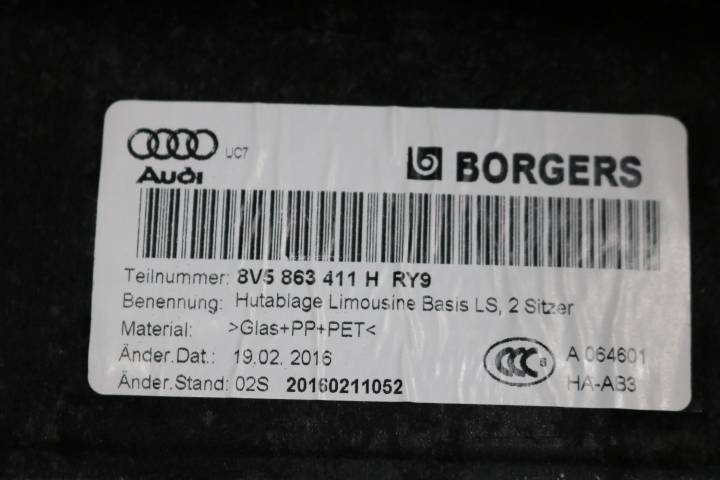 UC7
Audi
BORGERS
Teilnummer: 8V5 863 411 H RY9
Benennung: Hutablage Limousine Basis LS, 2 Sitzer
Material: >Glas+PP+PET<
Änder.Dat.: 19.02. 2016
Änder.Stand: 02S 20160211052
CCC S
A 064601
HA-AB3